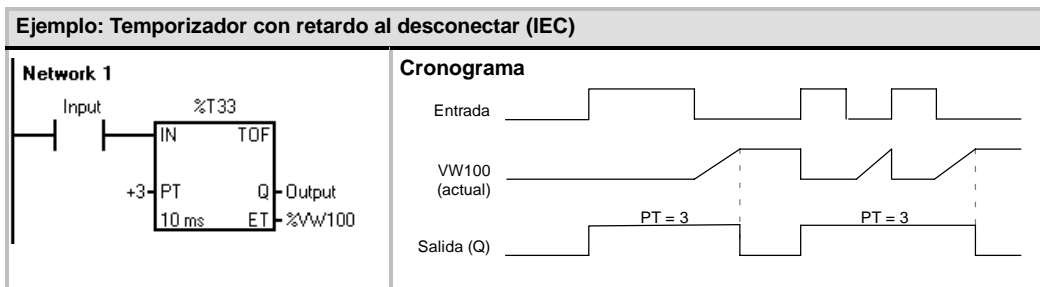 Ejemplo: Temporizador con retardo al desconectar (IEC)
Network 1
Input
%T33
IN TOF
+3 PT Q Output
10 ms ET %VW100
Cronograma
Entrada
VW100
(actual)
PT = 3 PT = 3
Salida (Q)